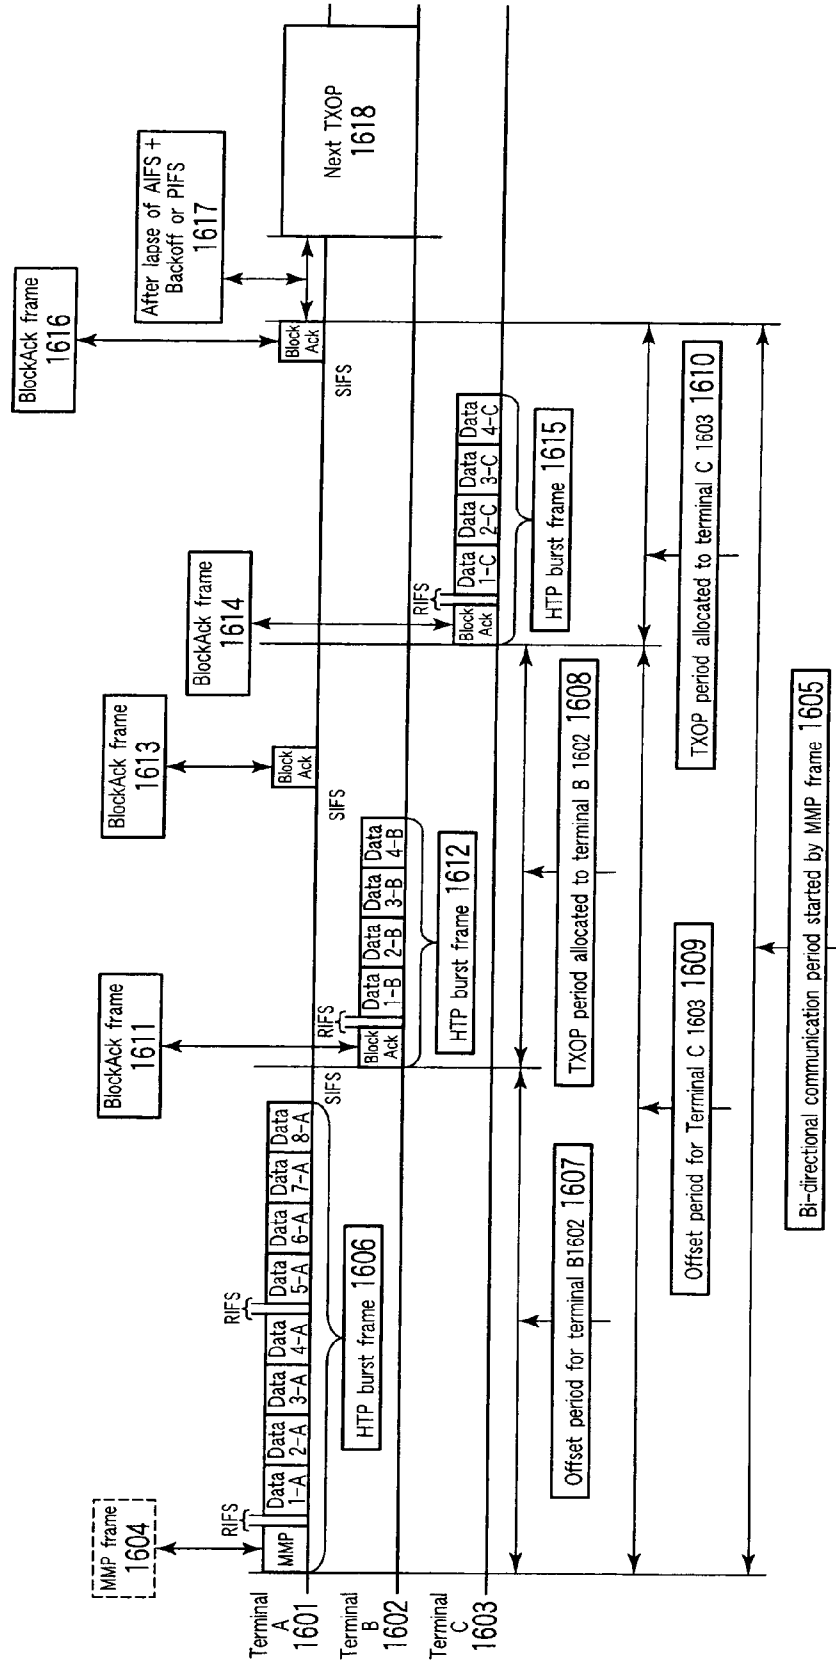 MMP frame
1604
BlockAck frame
1611
BlockAck frame
1613
BlockAck frame
1614
BlockAck frame
1616
After lapse of AIFS +
Backoff or PIFS
1617
Terminal
A
1601
MMP
RIFS
Data
1-A
Data
2-A
Data
3-A
Data
4-A
RIFS
Data
5-A
Data
6-A
Data
7-A
Data
8-A
SIFS
HTP burst frame 1606
Block
Ack
SIFS
Block
Ack
SIFS
Next TXOP
1618
Terminal
B
1602
Block
Ack
RIFS
Data
1-B
Data
2-B
Data
3-B
Data
4-B
HTP burst frame 1612
Terminal
C
1603
Block
Ack
RIFS
Data
1-C
Data
2-C
Data
3-C
Data
4-C
HTP burst frame 1615
Offset period for terminal B1602 1607
TXOP period allocated to terminal B 1602 1608
Offset period for Terminal C 1603 1609
TXOP period allocated to terminal C 1603 1610
Bi-directional communication period started by MMP frame 1605